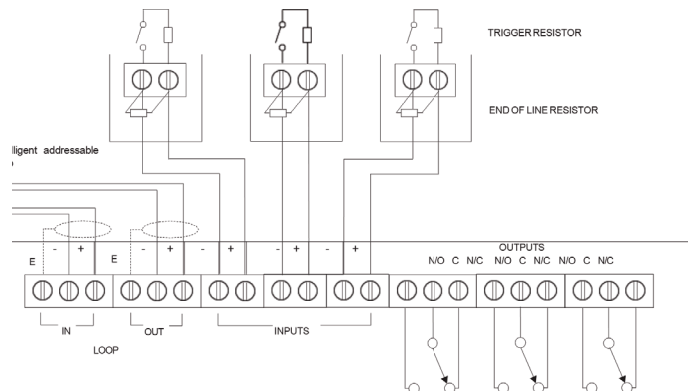 TRIGGER RESISTOR
END OF LINE RESISTOR
lligent addressable
- + - + - + - + - +
OUTPUTS
E E N/O C N/C N/O C N/C N/O C N/C
IN OUT INPUTS
LOOP